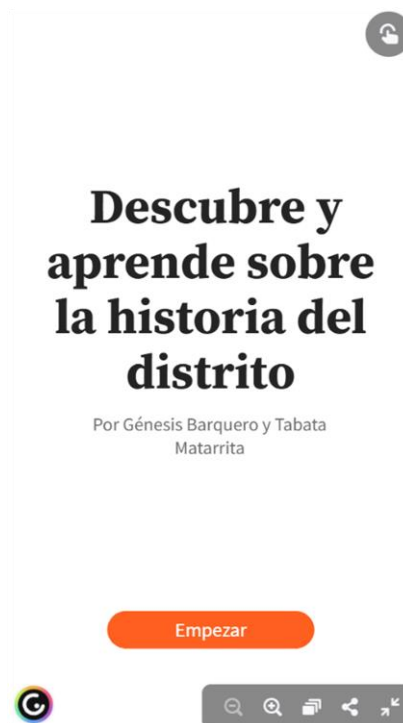 Descubre y
aprende sobre
la historia del
distrito
Por Génesis Barquero y Tabata
Matarrita
Empezar